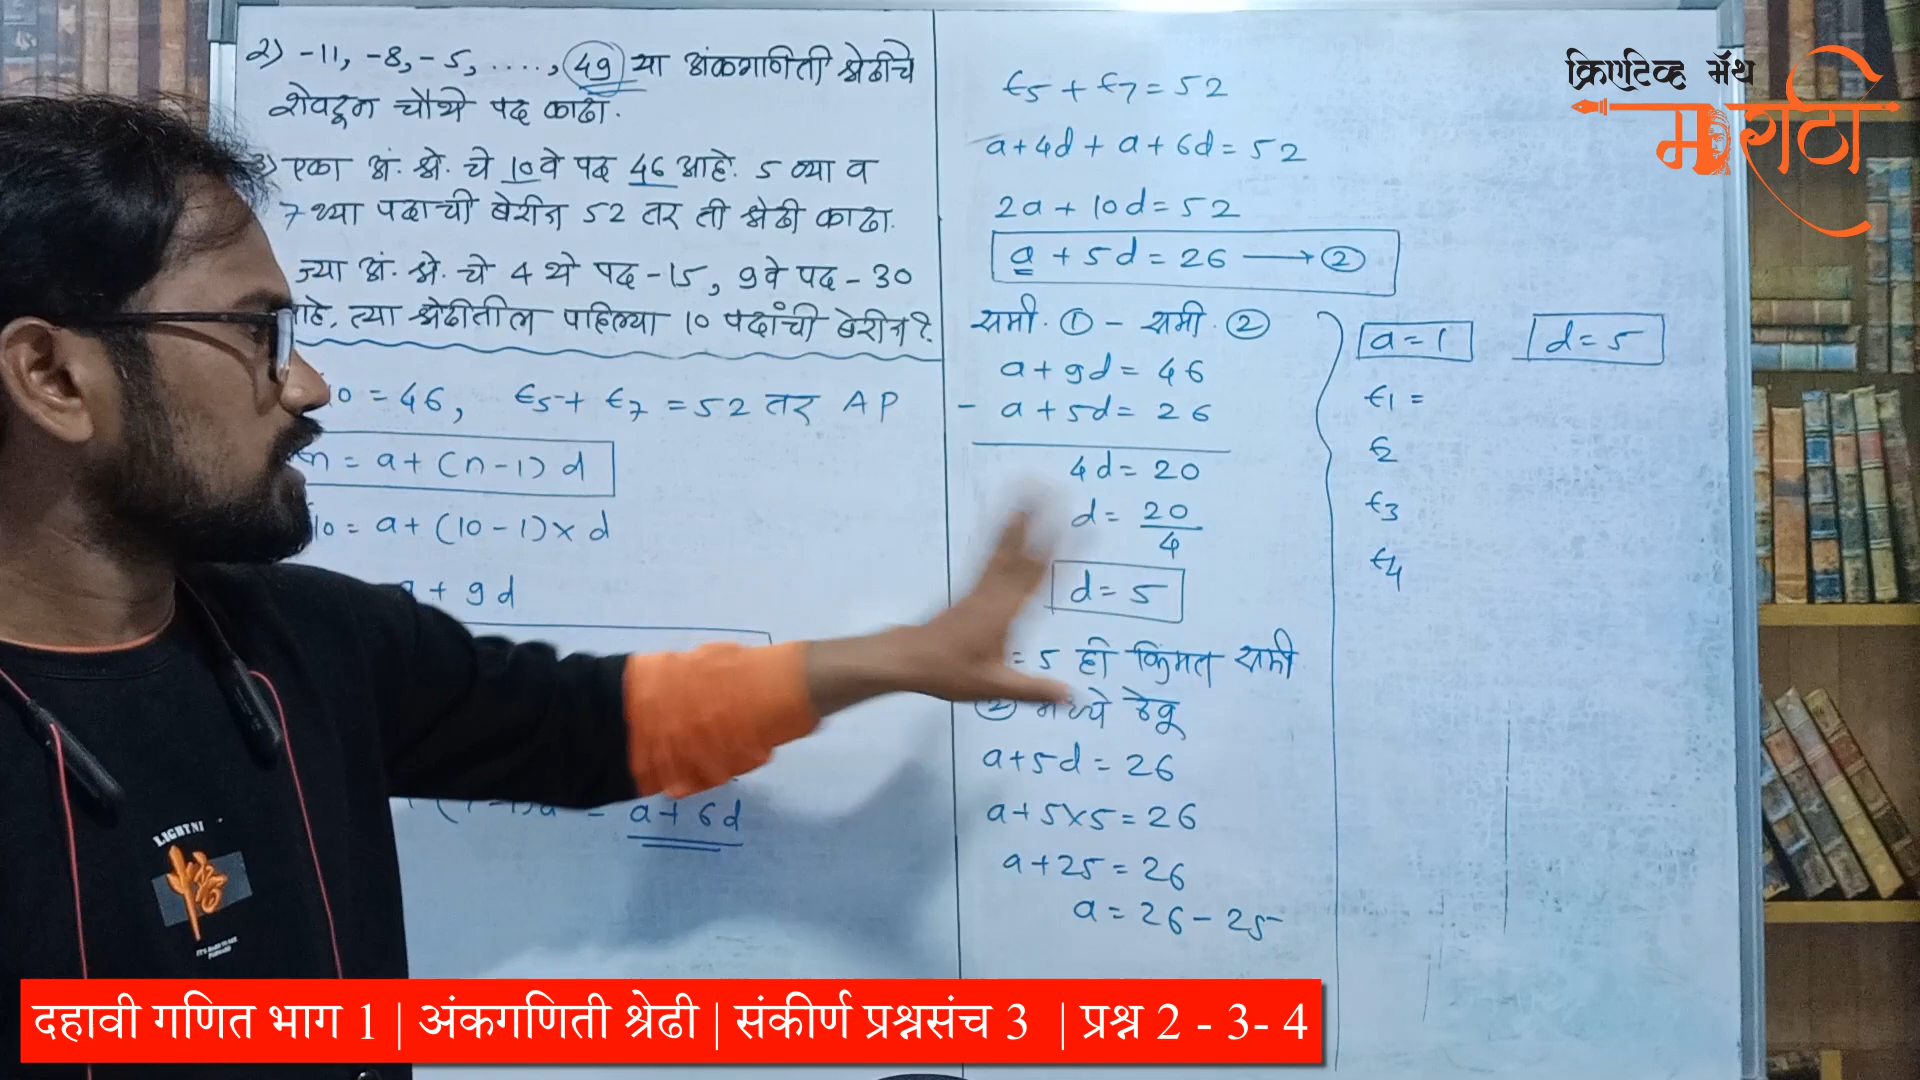 2) -11, -8, -5, ...., 49 या अंकगणिती श्रेढीचे
शेवटून चौथे पद काढा.
3) एका अं. श्रे. चे 10 वे पद 46 आहे. 5 व्या व
7 थ्या पदाची बेरीज 52 तर ती श्रेढी काढा.
ज्या अं. श्रे. चे 4 थे पद -15, 9 वे पद -30
आहे. त्या श्रेढीतील पहिल्या 10 पदांची बेरीज?
10 = 46, t5 + t7 = 52 तर AP
n = a + (n-1) d
10 = a + (10-1) x d
+ 9d
a + 6d
t5 + t7 = 52
a + 4d + a + 6d = 52
2a + 10d = 52
a + 5d = 26 → ②
समी. ① - समी. ②
a + 9d = 46
- a + 5d = 26
4d = 20
d = 20/4
d = 5
= 5 ही किंमत समी
② मध्ये ठेवू
a + 5d = 26
a + 5x5 = 26
a + 25 = 26
a = 26 - 25
a = 1 d = 5
t1 =
t2
t3
t4
क्रिएटिव्ह मॅथ
मराठी
LIGHTNI
दहावी गणित भाग 1 | अंकगणिती श्रेढी | संकीर्ण प्रश्नसंच 3 | प्रश्न 2 - 3- 4